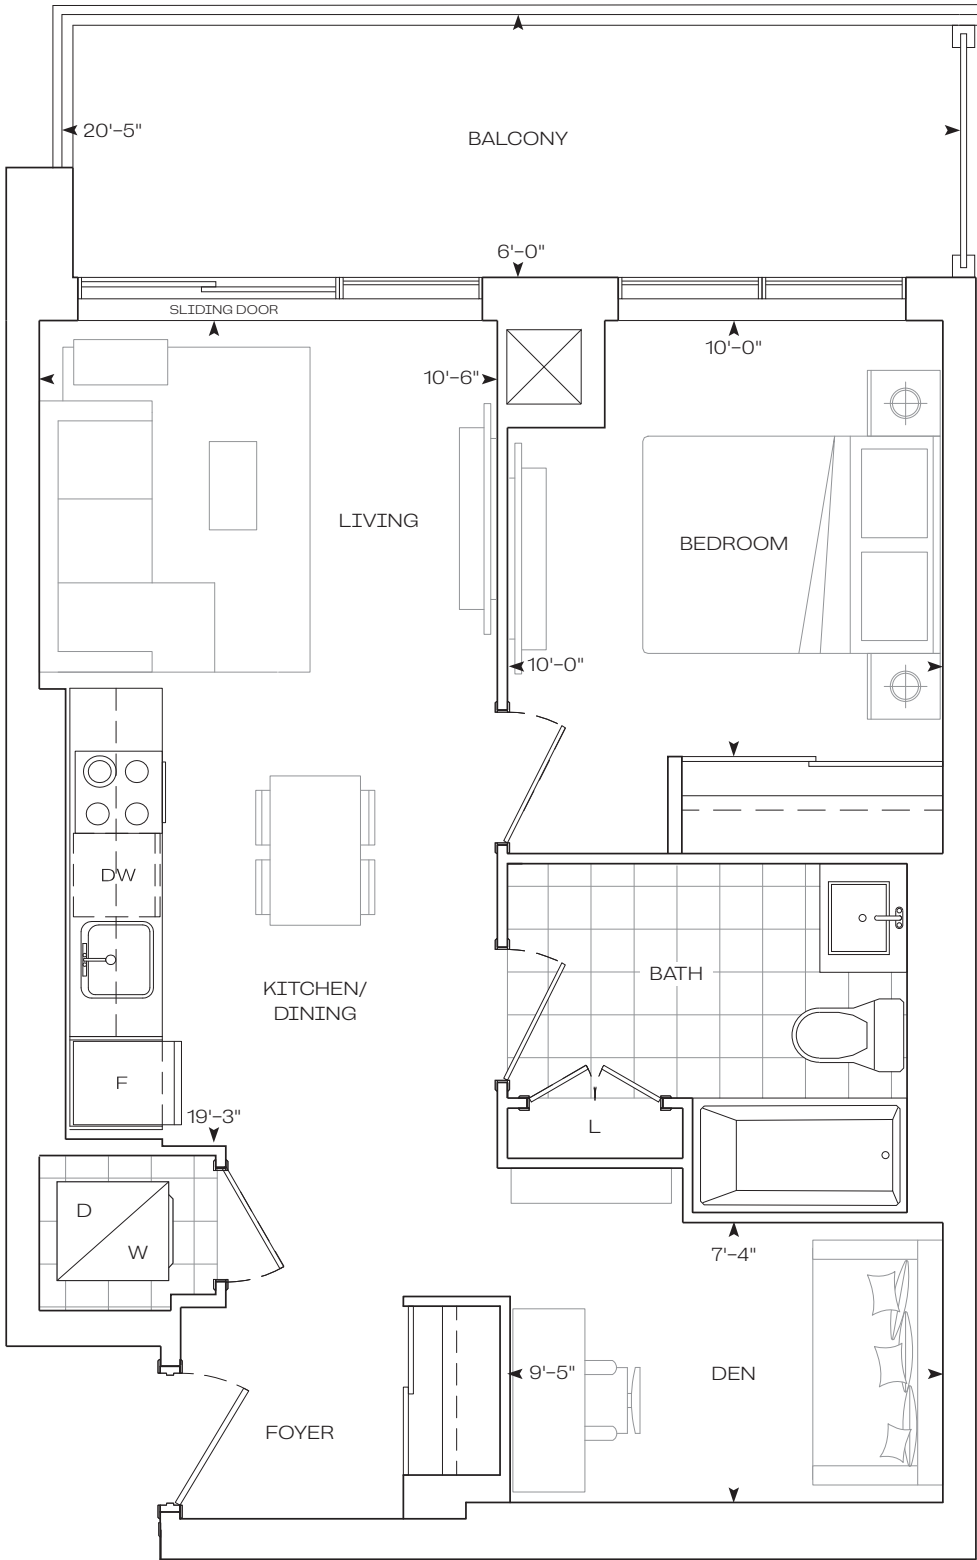 20'-5"
BALCONY
6'-0"
SLIDING DOOR
10'-0"
10'-6"
LIVING
BEDROOM
10'-0"
DW
BATH
KITCHEN/
DINING
F
19'-3"
L
D
W
7'-4"
9'-5"
DEN
FOYER